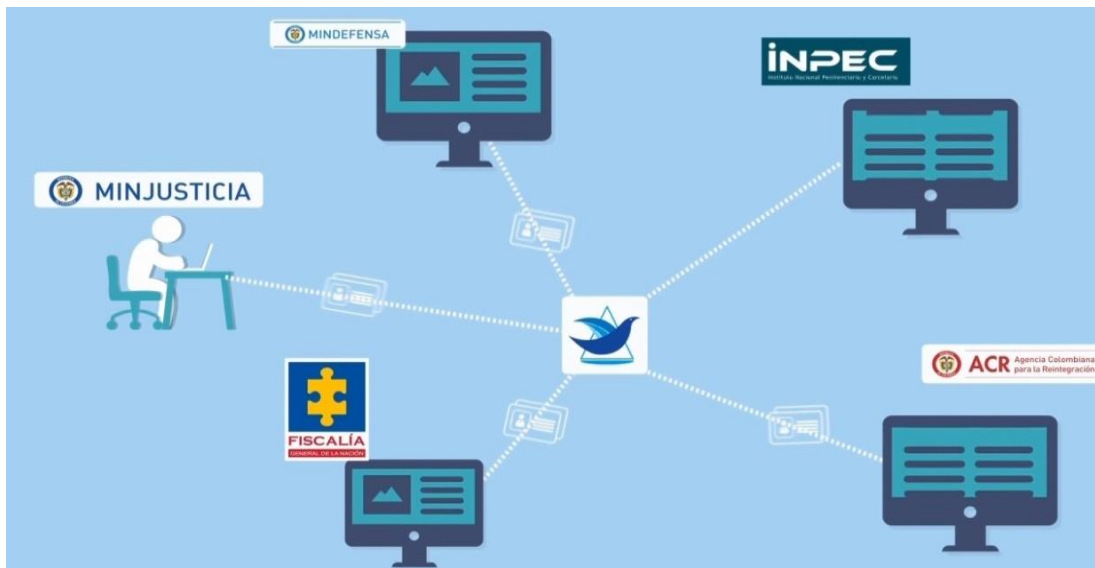 MINDEFENSA
INPEC
Instituto Nacional Penitenciario y Carcelario
MINJUSTICIA
FISCALÍA
GENERAL DE LA NACIÓN
ACR Agencia Colombiana
para la Reintegración